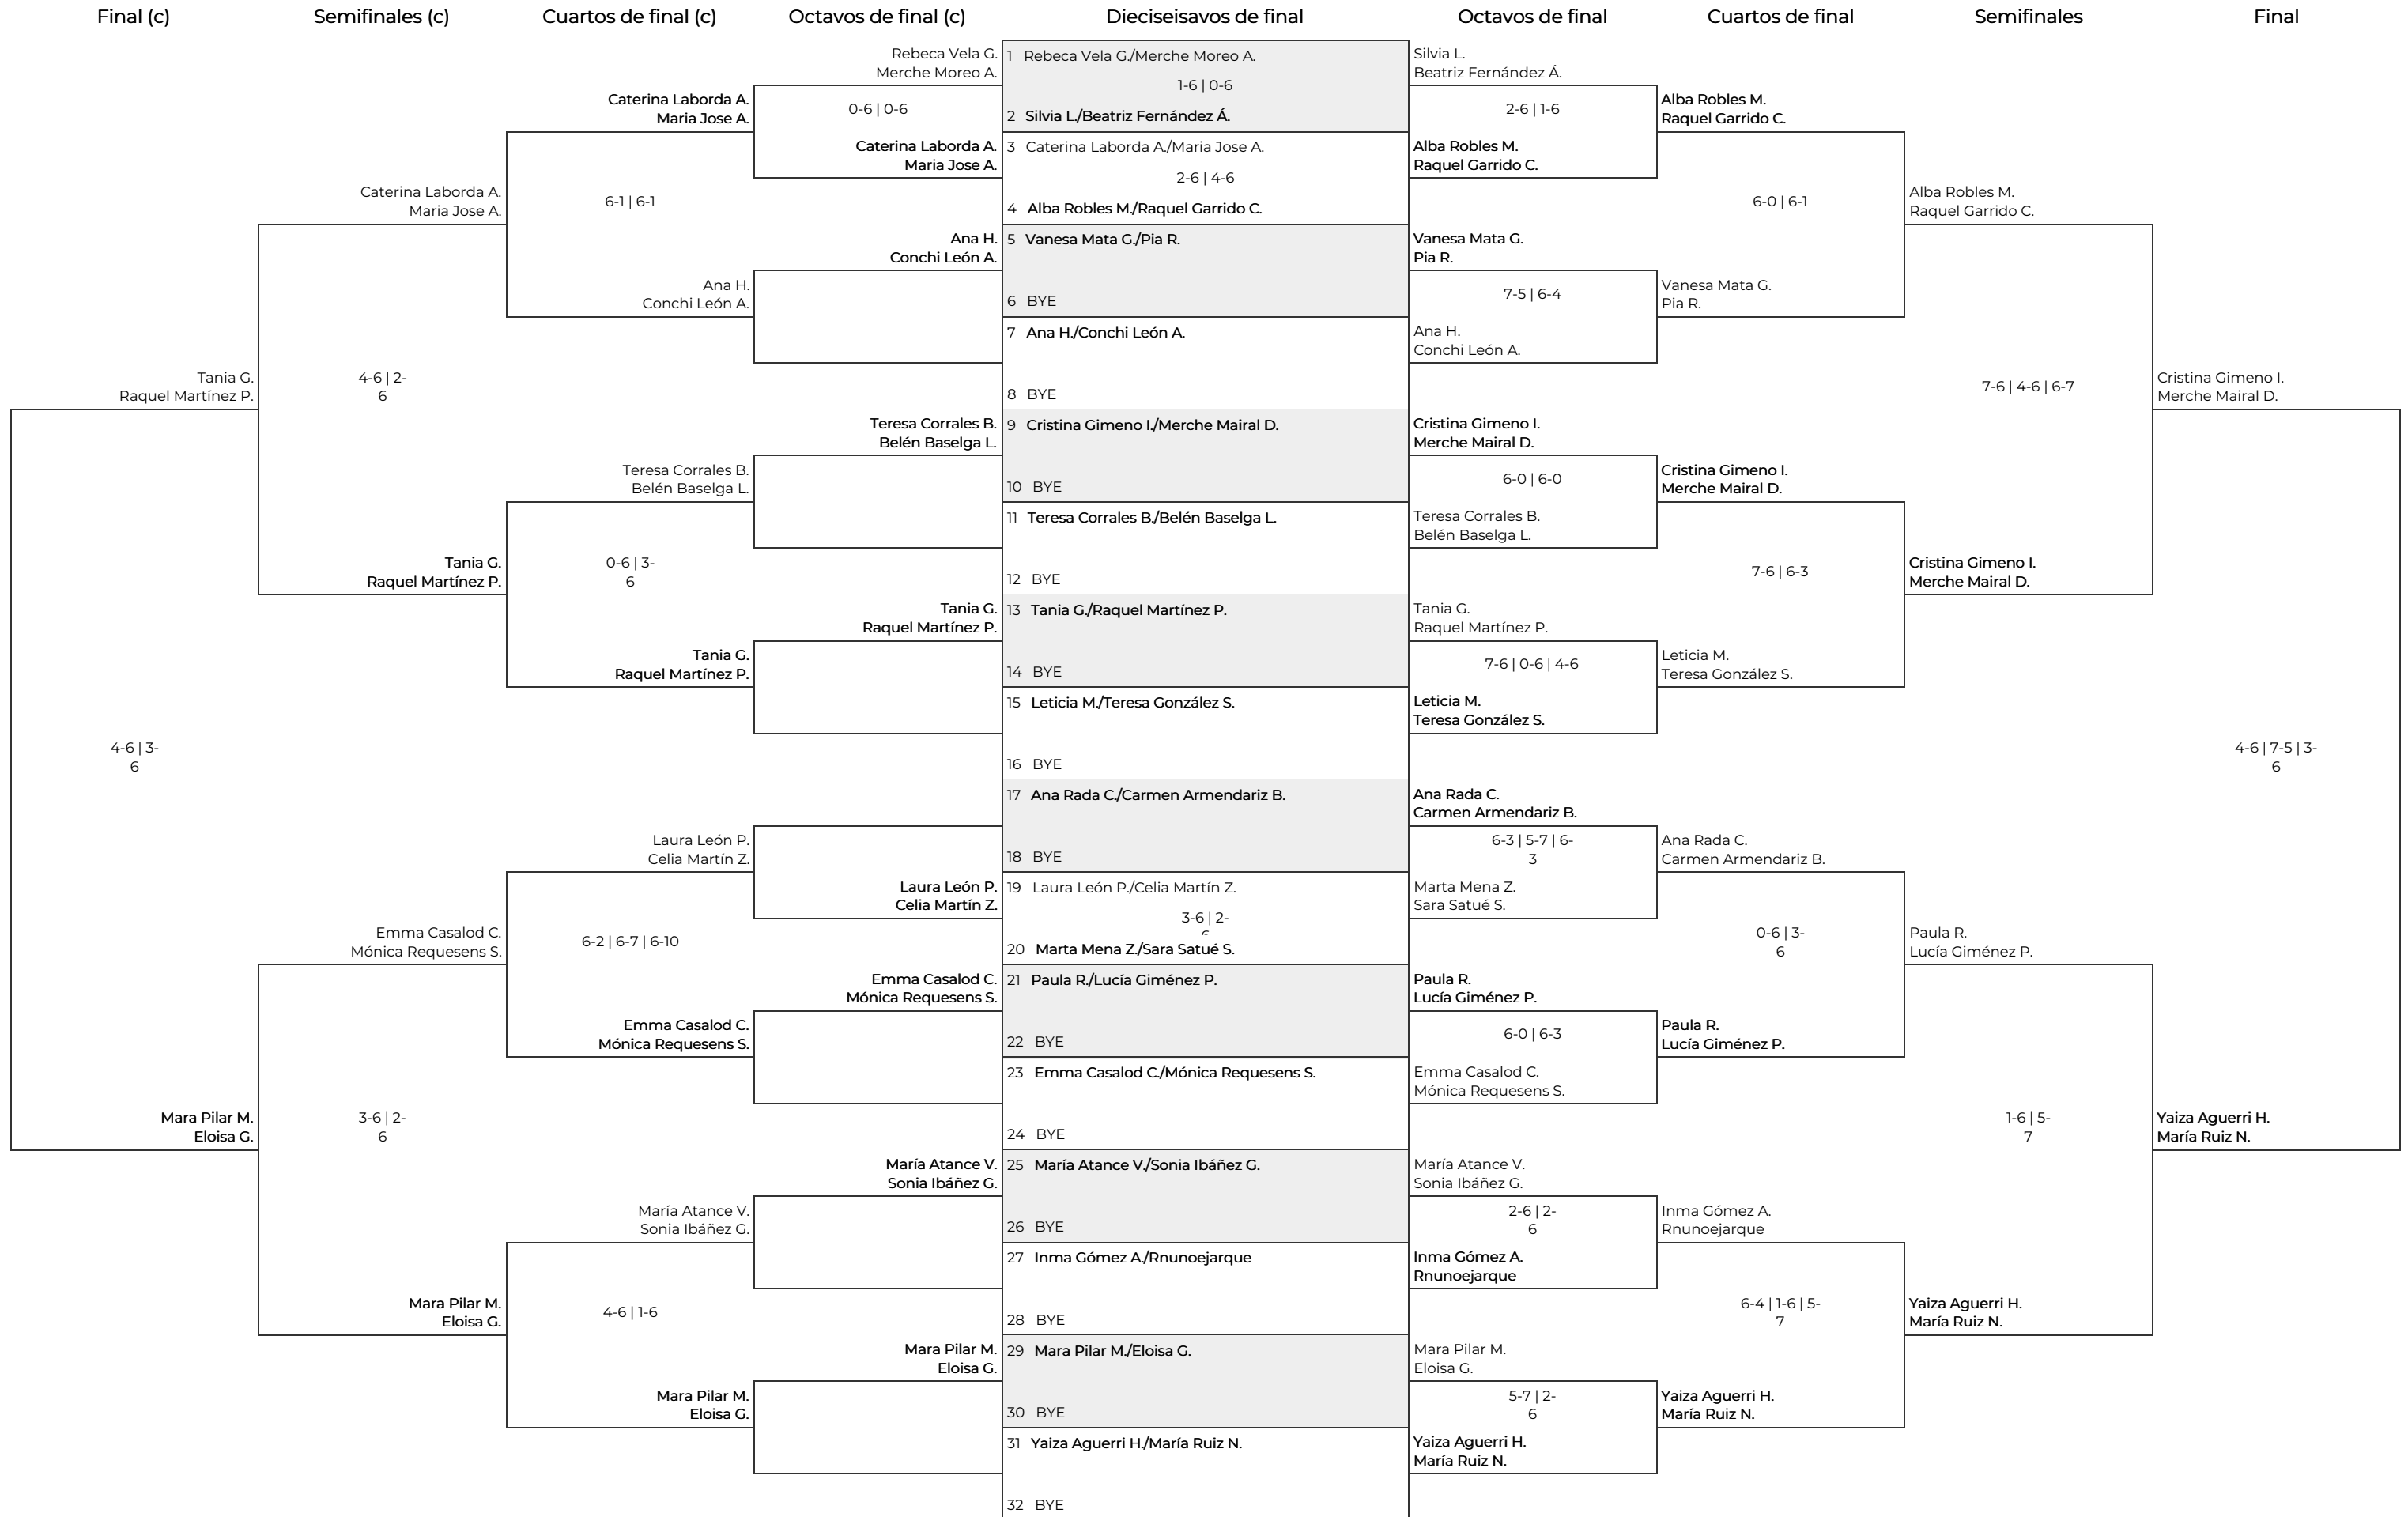 Final (c)
Semifinales (c)
Cuartos de final (c)
Octavos de final (c)
Dieciseisavos de final
Octavos de final
Cuartos de final
Semifinales
Final
Tania G.
Raquel Martínez P.
4-6 | 3-
6
Mara Pilar M.
Eloisa G.
Caterina Laborda A.
Maria Jose A.
4-6 | 2-
6
Tania G.
Raquel Martínez P.
Emma Casalod C.
Mónica Requesens S.
3-6 | 2-
6
Mara Pilar M.
Eloisa G.
Caterina Laborda A.
Maria Jose A.
6-1 | 6-1
Ana H.
Conchi León A.
Teresa Corrales B.
Belén Baselga L.
0-6 | 3-
6
Tania G.
Raquel Martínez P.
Laura León P.
Celia Martín Z.
6-2 | 6-7 | 6-10
Emma Casalod C.
Mónica Requesens S.
María Atance V.
Sonia Ibáñez G.
4-6 | 1-6
Mara Pilar M.
Eloisa G.
Rebeca Vela G.
Merche Moreo A.
0-6 | 0-6
Caterina Laborda A.
Maria Jose A.
Ana H.
Conchi León A.
Teresa Corrales B.
Belén Baselga L.
Tania G.
Raquel Martínez P.
Laura León P.
Celia Martín Z.
Emma Casalod C.
Mónica Requesens S.
María Atance V.
Sonia Ibáñez G.
Mara Pilar M.
Eloisa G.
1 Rebeca Vela G./Merche Moreo A.
1-6 | 0-6
2 Silvia L./Beatriz Fernández Á.
3 Caterina Laborda A./Maria Jose A.
2-6 | 4-6
4 Alba Robles M./Raquel Garrido C.
5 Vanesa Mata G./Pia R.
6 BYE
7 Ana H./Conchi León A.
8 BYE
9 Cristina Gimeno I./Merche Mairal D.
10 BYE
11 Teresa Corrales B./Belén Baselga L.
12 BYE
13 Tania G./Raquel Martínez P.
14 BYE
15 Leticia M./Teresa González S.
16 BYE
17 Ana Rada C./Carmen Armendariz B.
18 BYE
19 Laura León P./Celia Martín Z.
3-6 | 2-
20 Marta Mena Z./Sara Satué S.
21 Paula R./Lucía Giménez P.
22 BYE
23 Emma Casalod C./Mónica Requesens S.
24 BYE
25 María Atance V./Sonia Ibáñez G.
26 BYE
27 Inma Gómez A./Rnunoejarque
28 BYE
29 Mara Pilar M./Eloisa G.
30 BYE
31 Yaiza Aguerri H./María Ruiz N.
32 BYE
Silvia L.
Beatriz Fernández Á.
2-6 | 1-6
Alba Robles M.
Raquel Garrido C.
Vanesa Mata G.
Pia R.
7-5 | 6-4
Ana H.
Conchi León A.
Cristina Gimeno I.
Merche Mairal D.
6-0 | 6-0
Teresa Corrales B.
Belén Baselga L.
Tania G.
Raquel Martínez P.
7-6 | 0-6 | 4-6
Leticia M.
Teresa González S.
Ana Rada C.
Carmen Armendariz B.
6-3 | 5-7 | 6-
3
Marta Mena Z.
Sara Satué S.
Paula R.
Lucía Giménez P.
6-0 | 6-3
Emma Casalod C.
Mónica Requesens S.
María Atance V.
Sonia Ibáñez G.
2-6 | 2-
6
Inma Gómez A.
Rnunoejarque
Mara Pilar M.
Eloisa G.
5-7 | 2-
6
Yaiza Aguerri H.
María Ruiz N.
Alba Robles M.
Raquel Garrido C.
6-0 | 6-1
Vanesa Mata G.
Pia R.
Cristina Gimeno I.
Merche Mairal D.
7-6 | 6-3
Leticia M.
Teresa González S.
Ana Rada C.
Carmen Armendariz B.
0-6 | 3-
6
Paula R.
Lucía Giménez P.
Inma Gómez A.
Rnunoejarque
6-4 | 1-6 | 5-
7
Yaiza Aguerri H.
María Ruiz N.
Alba Robles M.
Raquel Garrido C.
7-6 | 4-6 | 6-7
Cristina Gimeno I.
Merche Mairal D.
Paula R.
Lucía Giménez P.
1-6 | 5-
7
Yaiza Aguerri H.
María Ruiz N.
Cristina Gimeno I.
Merche Mairal D.
4-6 | 7-5 | 3-
6
Yaiza Aguerri H.
María Ruiz N.